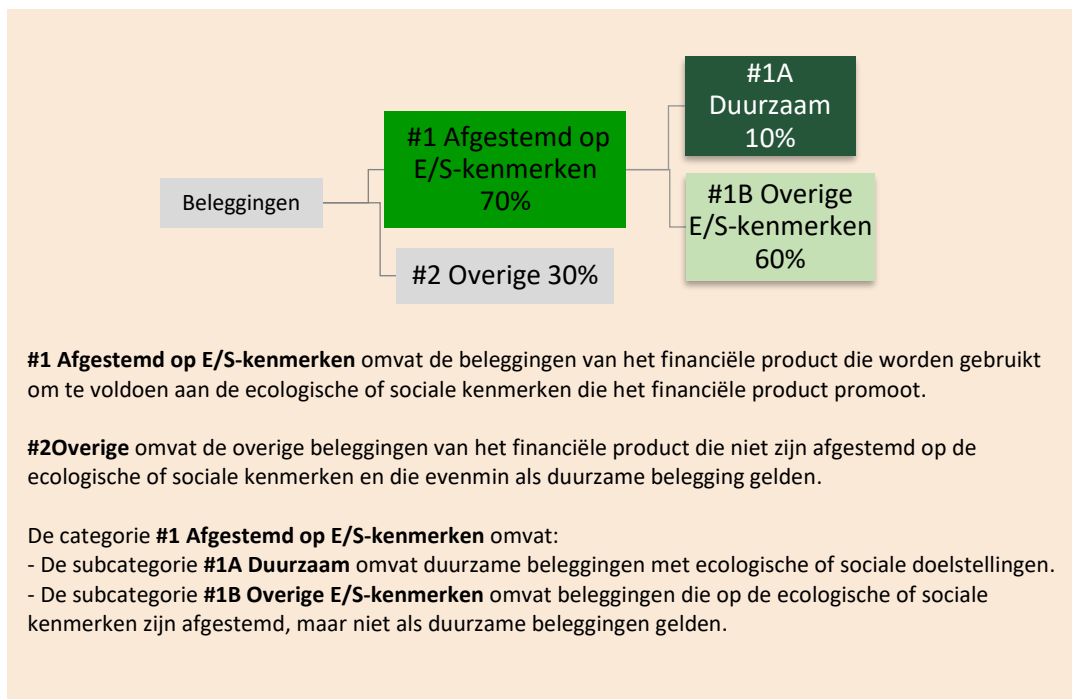 #1A
Duurzaam
10%
#1 Afgestemd op
E/S-kenmerken
70%
Beleggingen
#1B Overige
E/S-kenmerken
60%
#2 Overige 30%
#1 Afgestemd op E/S-kenmerken omvat de beleggingen van het financiële product die worden gebruikt
om te voldoen aan de ecologische of sociale kenmerken die het financiële product promoot.
#2Overige omvat de overige beleggingen van het financiële product die niet zijn afgestemd op de
ecologische of sociale kenmerken en die evenmin als duurzame belegging gelden.
De categorie #1 Afgestemd op E/S-kenmerken omvat:
- De subcategorie #1A Duurzaam omvat duurzame beleggingen met ecologische of sociale doelstellingen.
- De subcategorie #1B Overige E/S-kenmerken omvat beleggingen die op de ecologische of sociale
kenmerken zijn afgestemd, maar niet als duurzame beleggingen gelden.